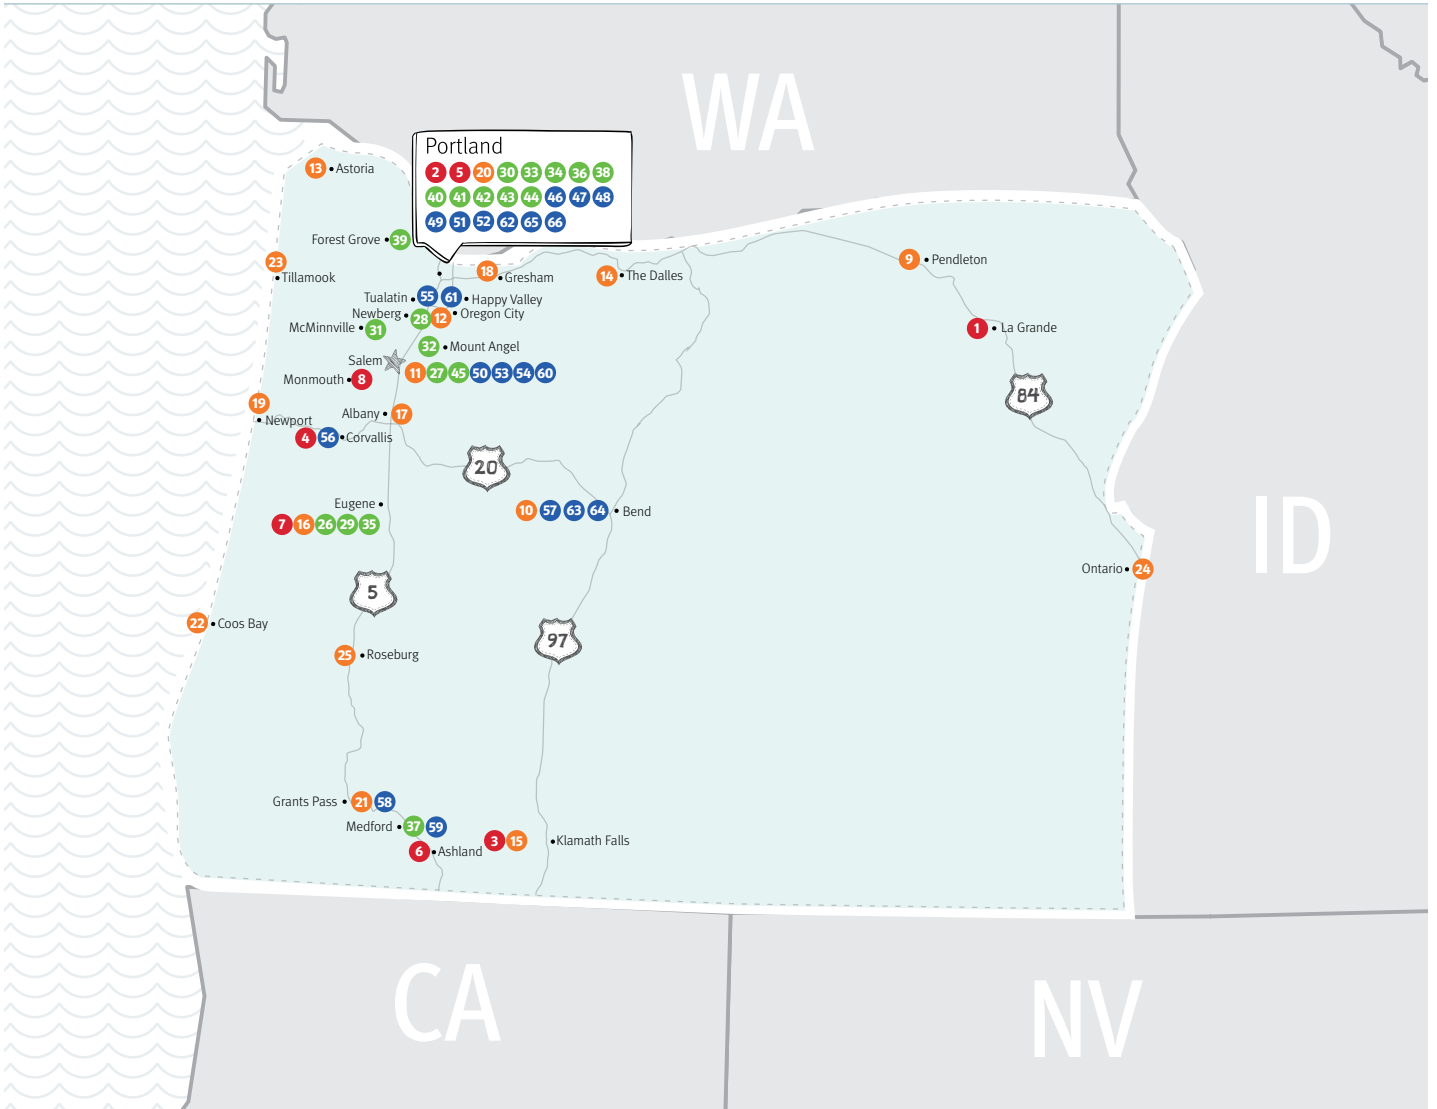 WA
Portland
2 5 20 30 33 34 36 38
40 41 42 43 44 46 47 48
49 51 52 62 65 66
13 Astoria
Forest Grove 39
23
Tillamook
18 Gresham
14 The Dalles
9 Pendleton
Tualatin 55 61 Happy Valley
Newberg 28 12 Oregon City
McMinnville 31
1 La Grande
32 Mount Angel
Salem
11 27 45 50 53 54 60
Monmouth 8
84
19
Newport
Albany 17
4 56 Corvallis
20
Eugene
7 16 26 29 35
10 57 63 64 Bend
ID
Ontario 24
5
22 Coos Bay
97
25 Roseburg
Grants Pass 21 58
Medford 37 59
3 15 Klamath Falls
6 Ashland
CA
NV